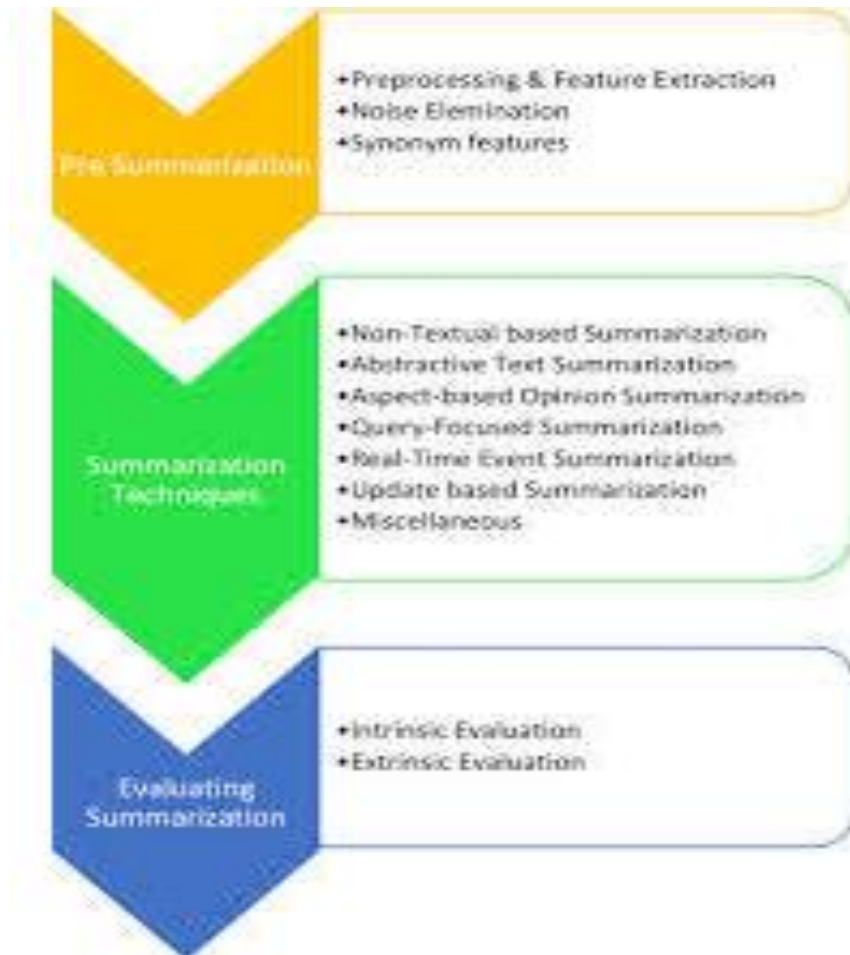 Pre Summarization
•Preprocessing & Feature Extraction
•Noise Elemination
•Synonym features
Summarization
Techniques
•Non-Textual based Summarization
•Abstractive Text Summarization
•Aspect-based Opinion Summarization
•Query-Focused Summarization
•Real-Time Event Summarization
•Update based Summarization
•Miscellaneous
Evaluating
Summarization
•Intrinsic Evaluation
•Extrinsic Evaluation